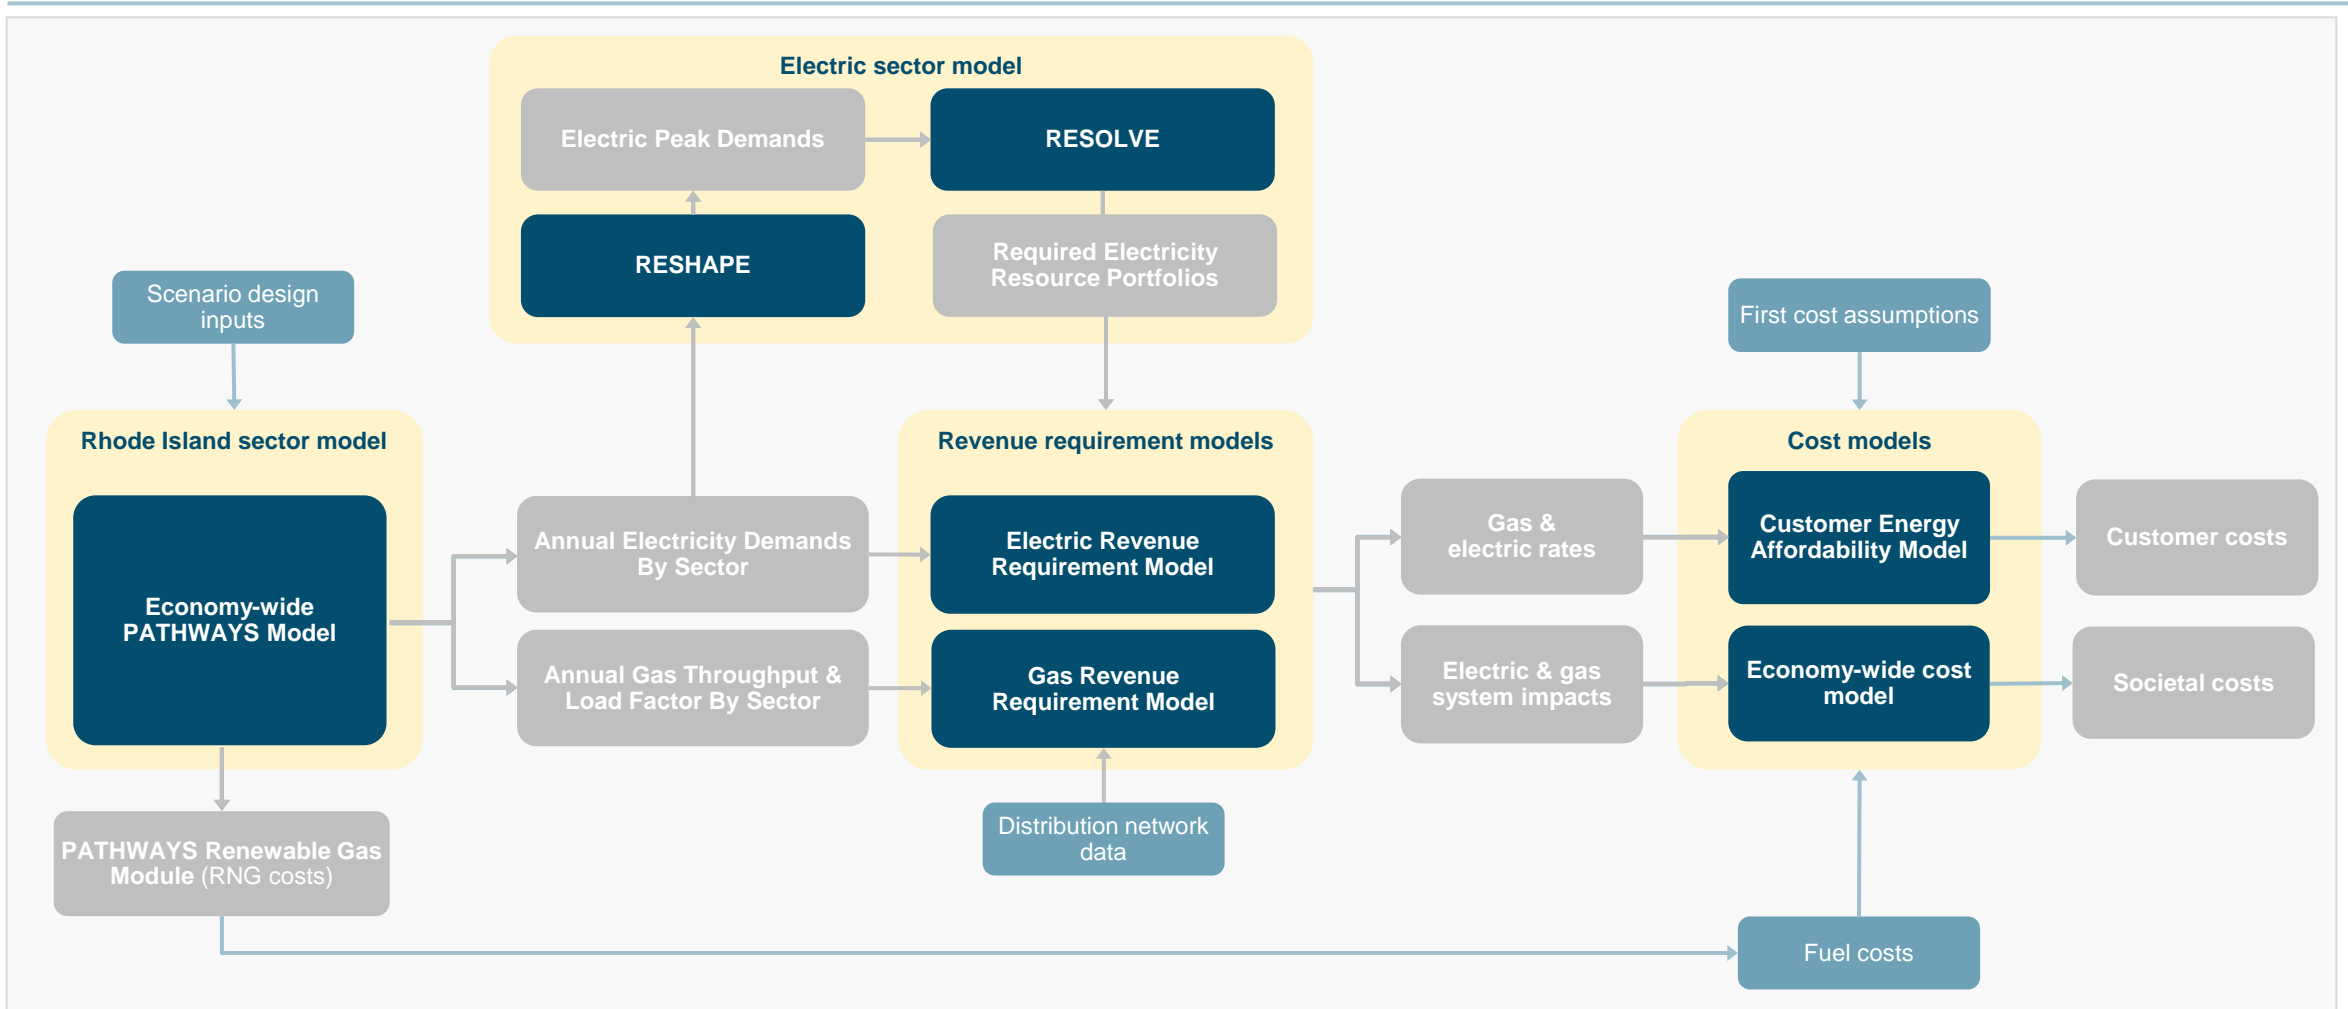 Electric sector model
Electric Peak Demands
RESOLVE
RESHAPE
Required Electricity
Resource Portfolios
Scenario design
inputs
First cost assumptions
Rhode Island sector model
Economy-wide
PATHWAYS Model
Annual Electricity Demands
By Sector
Annual Gas Throughput &
Load Factor By Sector
Revenue requirement models
Electric Revenue
Requirement Model
Gas Revenue
Requirement Model
Gas &
electric rates
Electric & gas
system impacts
Cost models
Customer Energy
Affordability Model
Economy-wide cost
model
Customer costs
Societal costs
PATHWAYS Renewable Gas
Module (RNG costs)
Distribution network
data
Fuel costs